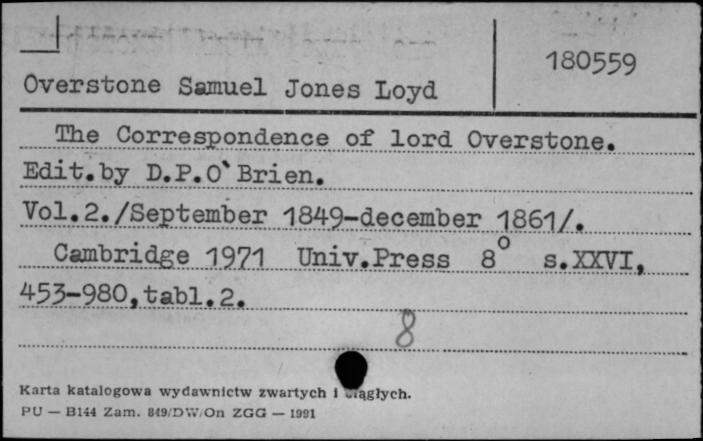 180559
Overstone Samuel Jones Loyd
The Correspondence of lord Overstone.
Edit.by D.P.O`Brien.
Vol.2./September 1849-december 1861/.
Cambridge 1971 Univ.Press 8° s.XXVI,
453-980,tabl.2.
8
Karta katalogowa wydawnictw zwartych i ciągłych.
PU — B144 Zam. 849/DW/On ZGG — 1991